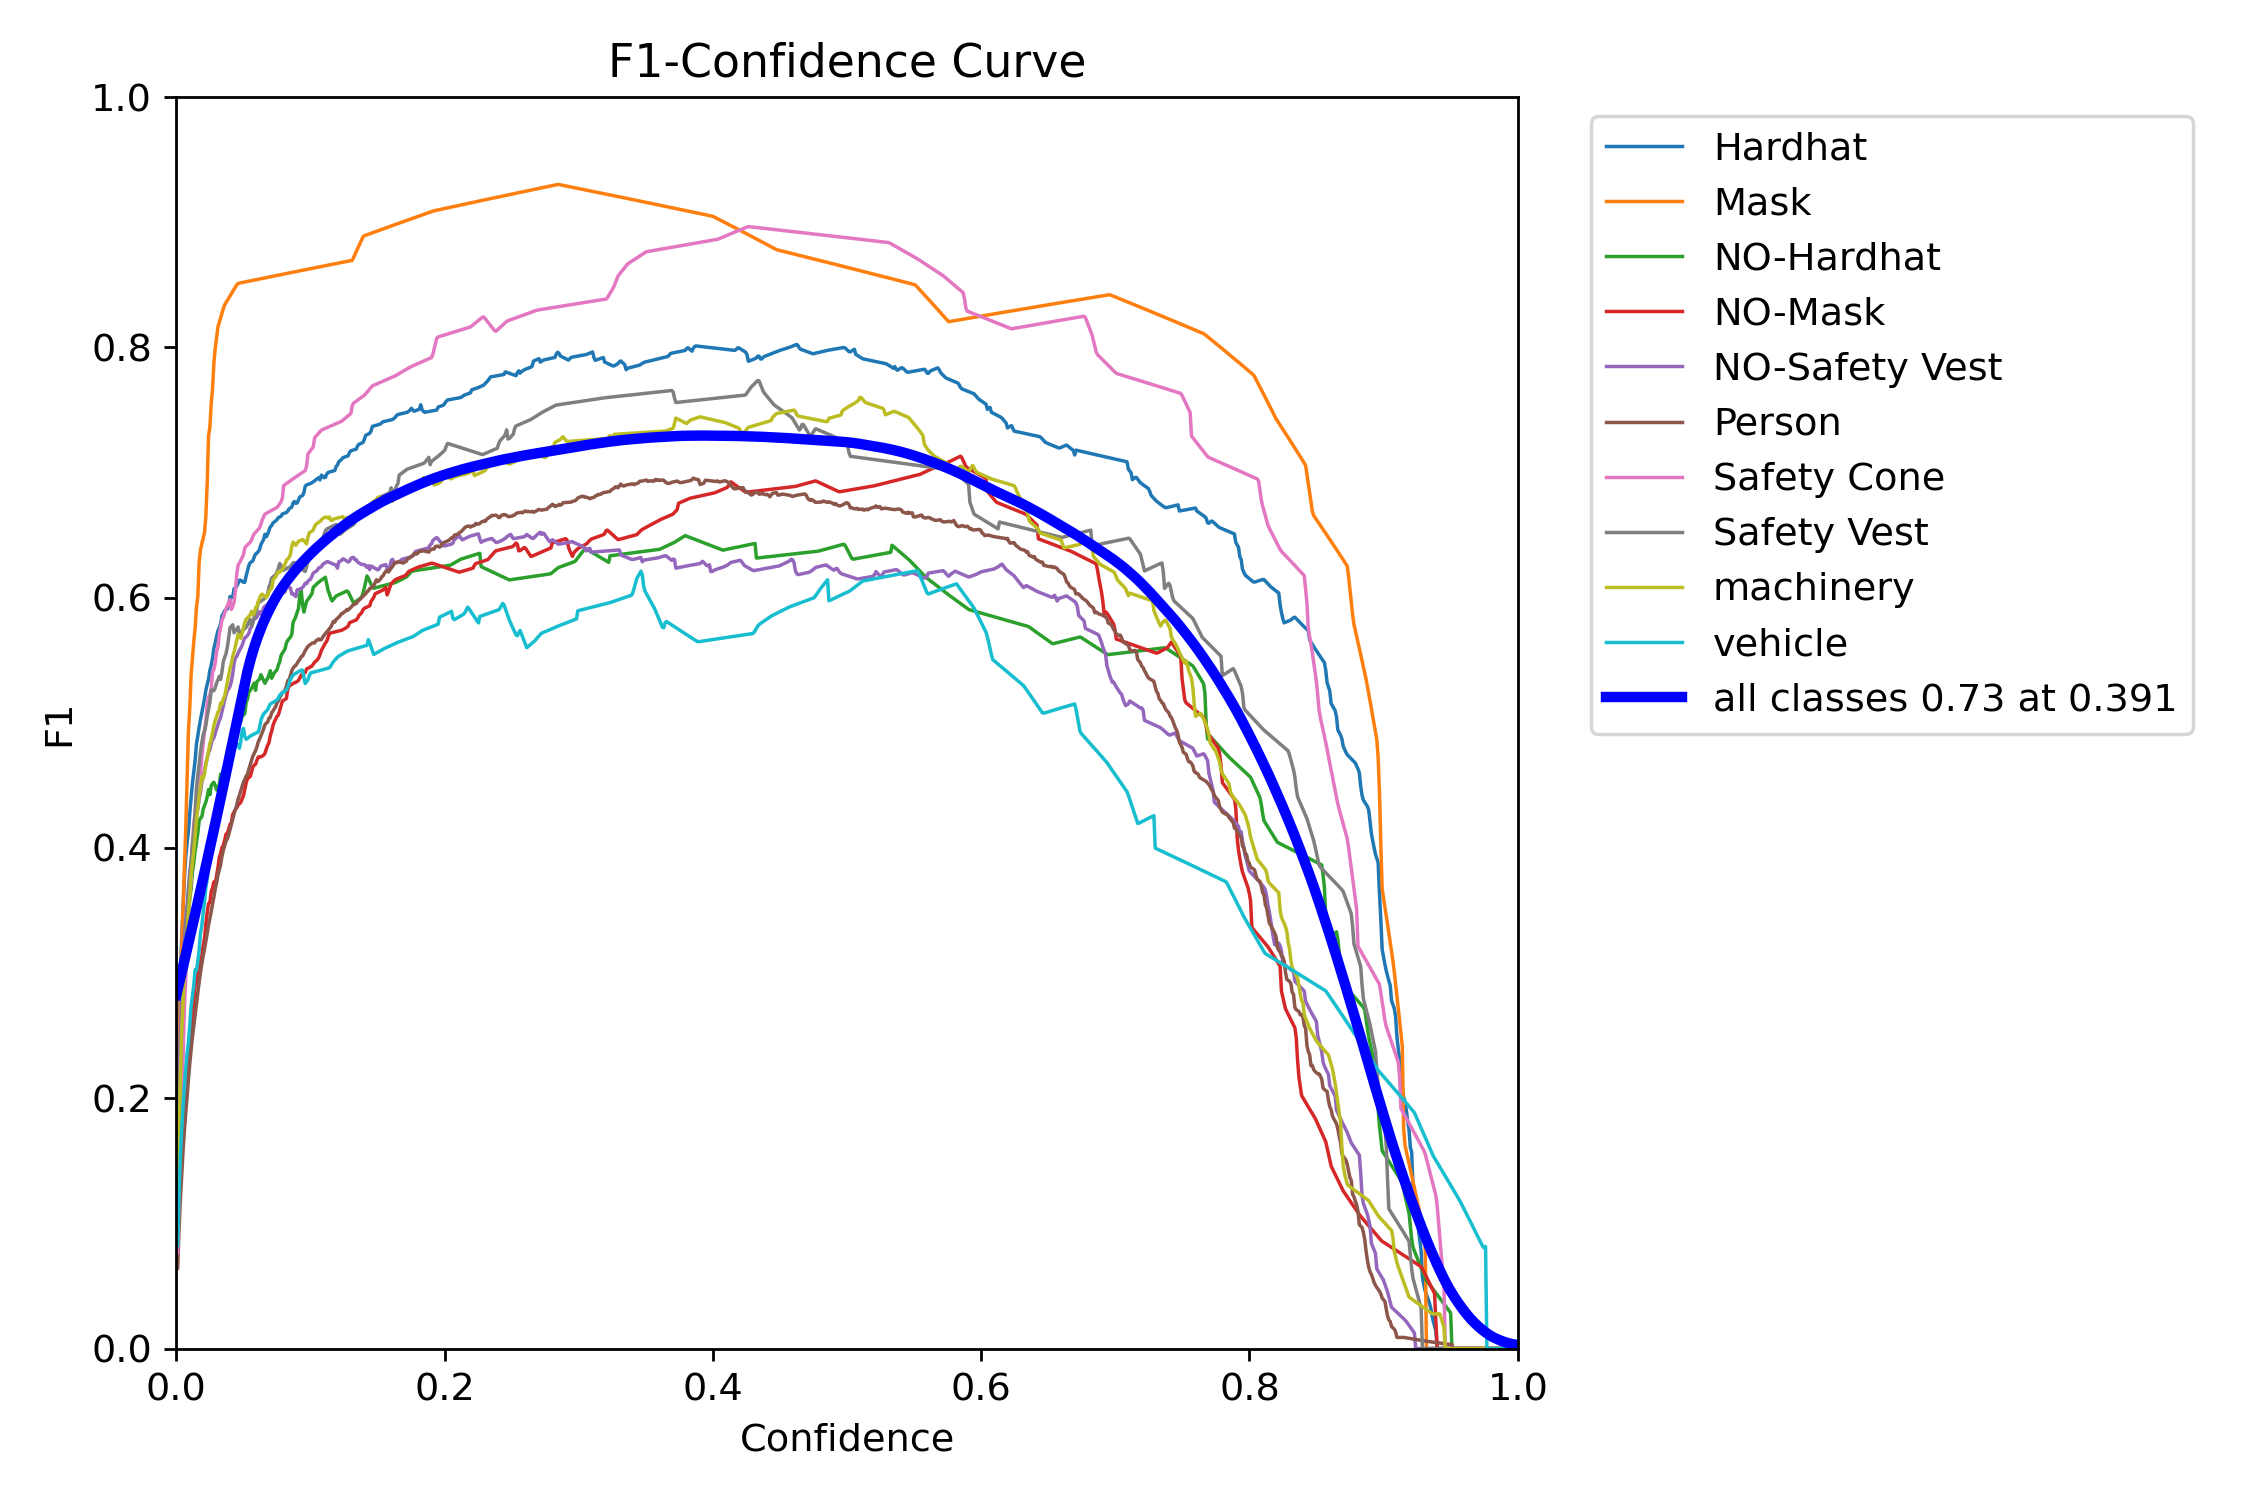 F1-Confidence Curve
1.0
0.8
0.6
0.4
0.2
0.0
F1
0.0 0.2 0.4 0.6 0.8 1.0
Confidence
Hardhat
Mask
NO-Hardhat
NO-Mask
NO-Safety Vest
Person
Safety Cone
Safety Vest
machinery
vehicle
all classes 0.73 at 0.391